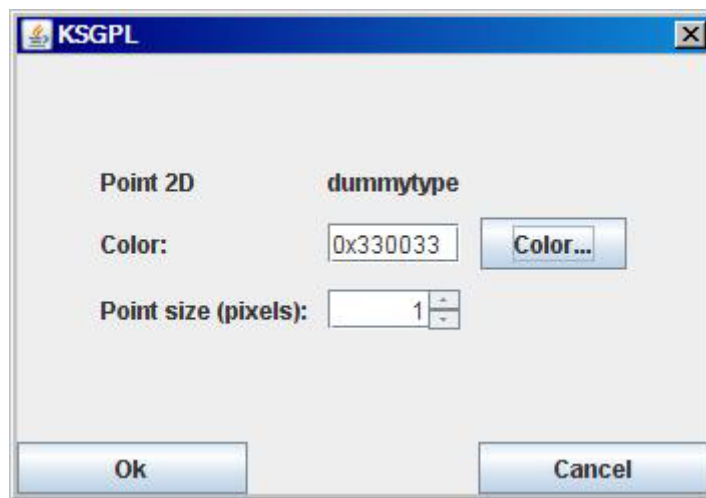 KSGPL
Point 2D dummytype
Color: 0x330033 Color...
Point size (pixels): 1
Ok Cancel